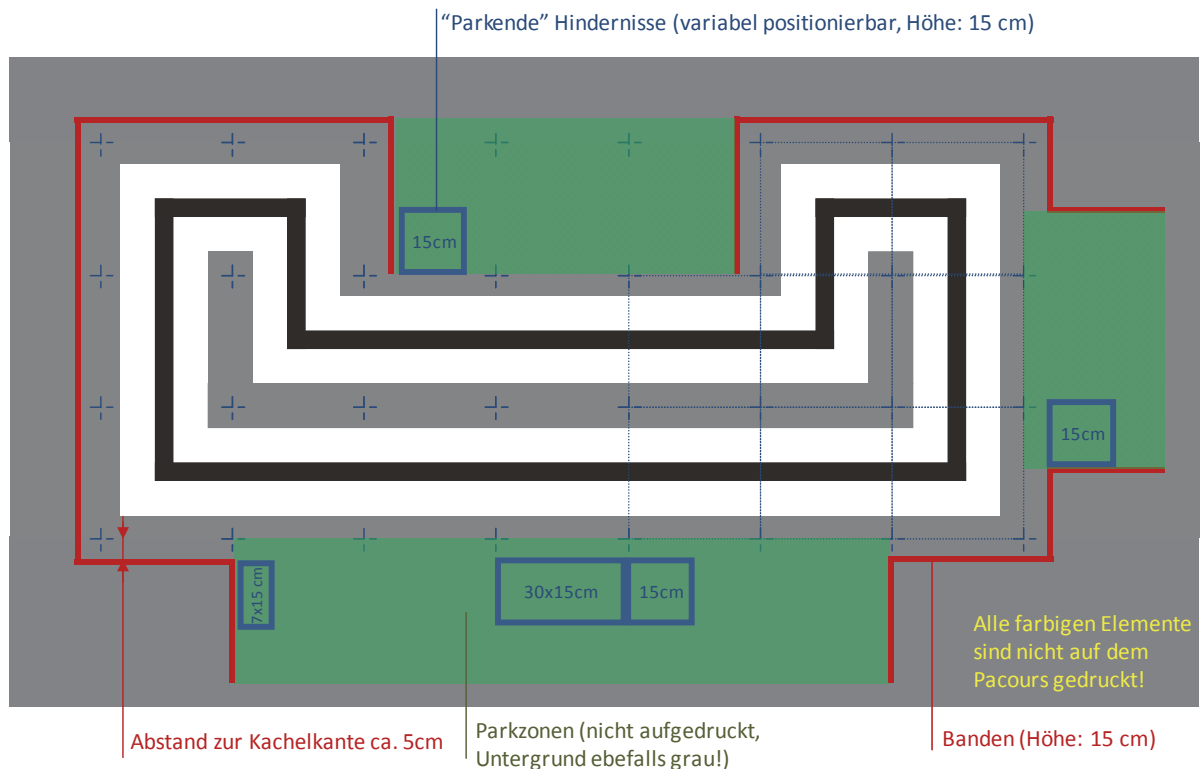 “Parkende” Hindernisse (variabel positionierbar, Höhe: 15 cm)
15cm
15cm
7x15 cm
30x15cm
15cm
Alle farbigen Elemente
sind nicht auf dem
Pacours gedruckt!
Abstand zur Kachelkante ca. 5cm
Parkzonen (nicht aufgedruckt,
Untergrund ebefalls grau!)
Banden (Höhe: 15 cm)